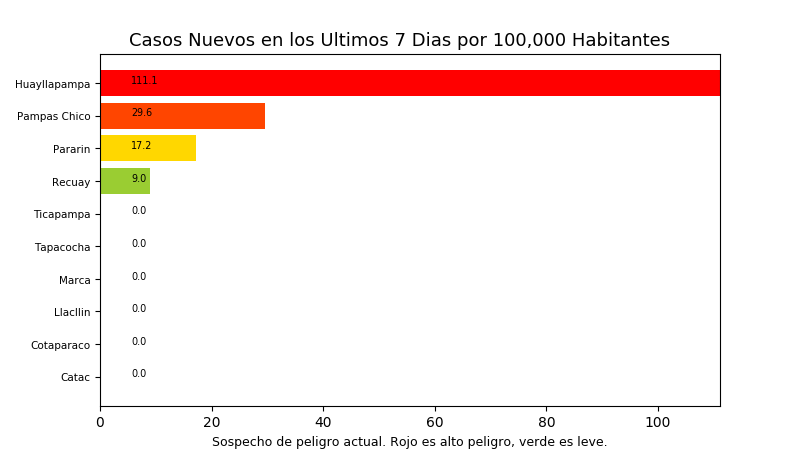 Casos Nuevos en los Ultimos 7 Dias por 100,000 Habitantes
Huayllapampa 111.1
Pampas Chico 29.6
Pararin 17.2
Recuay 9.0
Ticapampa 0.0
Tapacocha 0.0
Marca 0.0
Llacllin 0.0
Cotaparaco 0.0
Catac 0.0
0 20 40 60 80 100
Sospecho de peligro actual. Rojo es alto peligro, verde es leve.